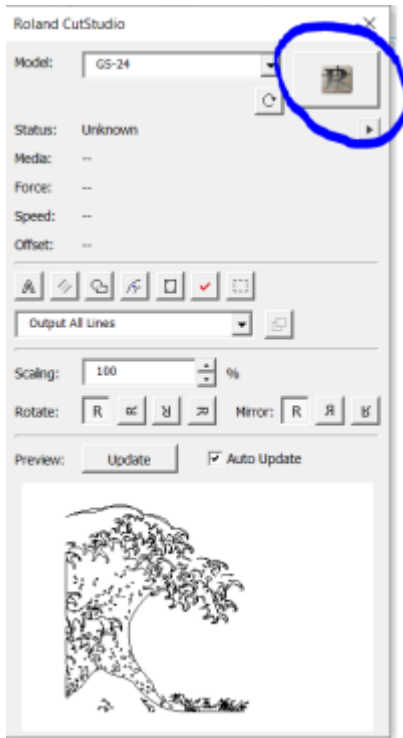 Roland CutStudio
Model: GS-24
Status: Unknown
Media: --
Force: --
Speed: --
Offset: --
Output All Lines
Scaling: 100 %
Rotate: R R R R Mirror: R R R
Preview: Update Auto Update